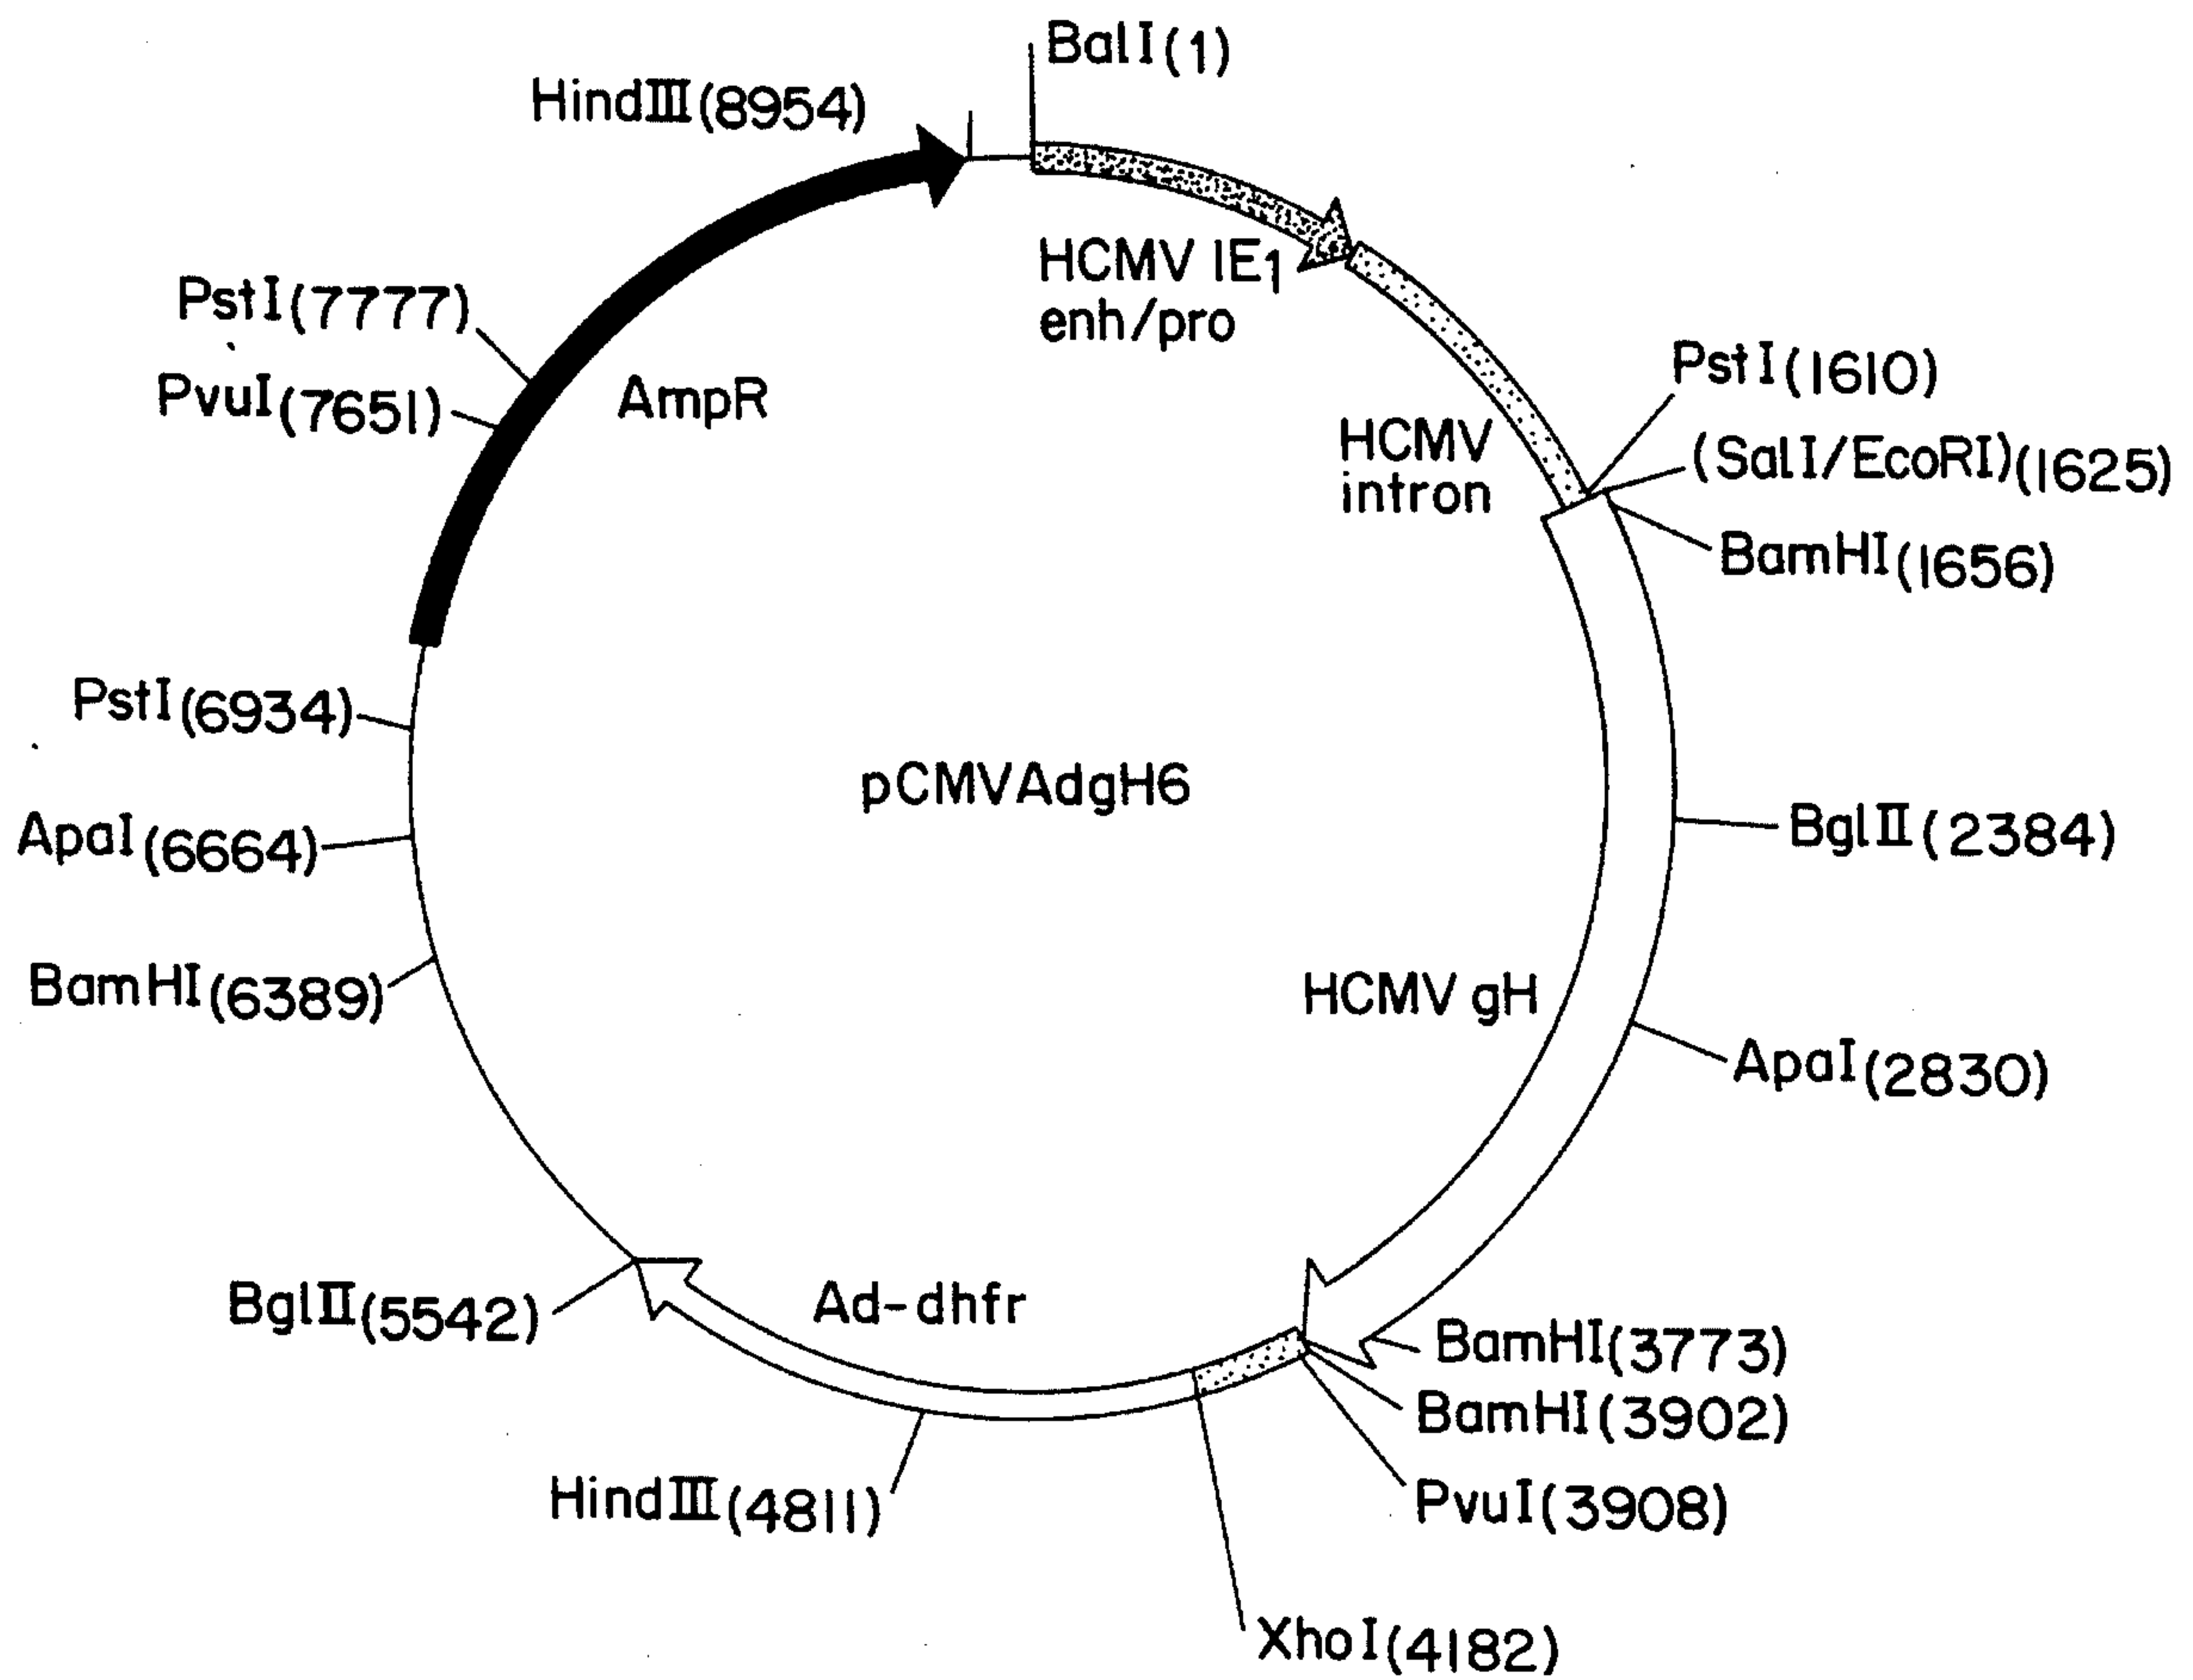 BalI(1)
HindIII(8954)
HCMV IE1
enh/pro
PstI(7777)
PvuI(7651)
AmpR
PstI(1610)
HCMV
intron
(SalI/EcoRI)(1625)
BamHI(1656)
PstI(6934)
pCMVAdgH6
ApaI(6664)
BglII(2384)
BamHI(6389)
HCMV gH
ApaI(2830)
BglII(5542)
Ad-dhfr
BamHI(3773)
BamHI(3902)
HindIII(4811)
PvuI(3908)
XhoI(4182)